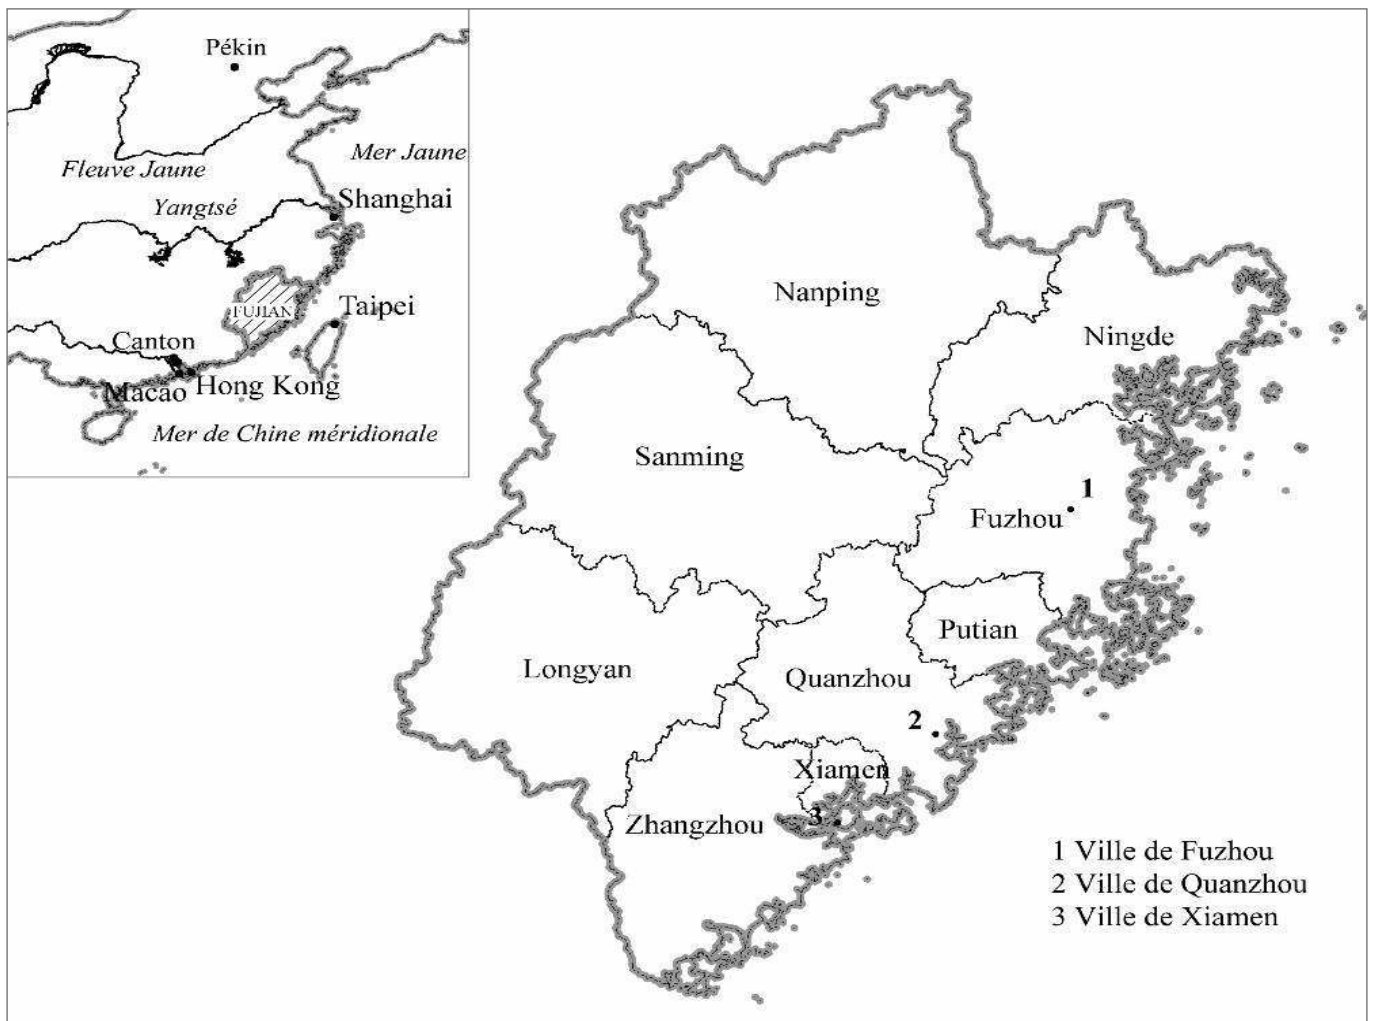 Pékin
Mer Jaune
Fleuve Jaune
Yangtsé
Shanghai
FUJIAN
Taipei
Canton
Macao
Hong Kong
Mer de Chine méridionale
Nanping
Ningde
Sanming
1
Fuzhou
Putian
Longyan
Quanzhou
2
Xiamen
3
Zhangzhou
1 Ville de Fuzhou
2 Ville de Quanzhou
3 Ville de Xiamen